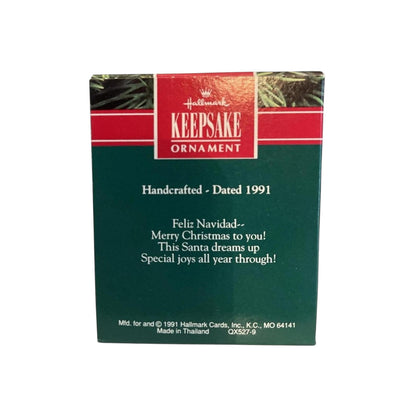 Hallmark
KEEPSAKE
ORNAMENT
Handcrafted - Dated 1991
Feliz Navidad--
Merry Christmas to you!
This Santa dreams up
Special joys all year through!
Mfd. for and © 1991 Hallmark Cards, Inc., K.C., MO 64141
Made in Thailand QX527-9